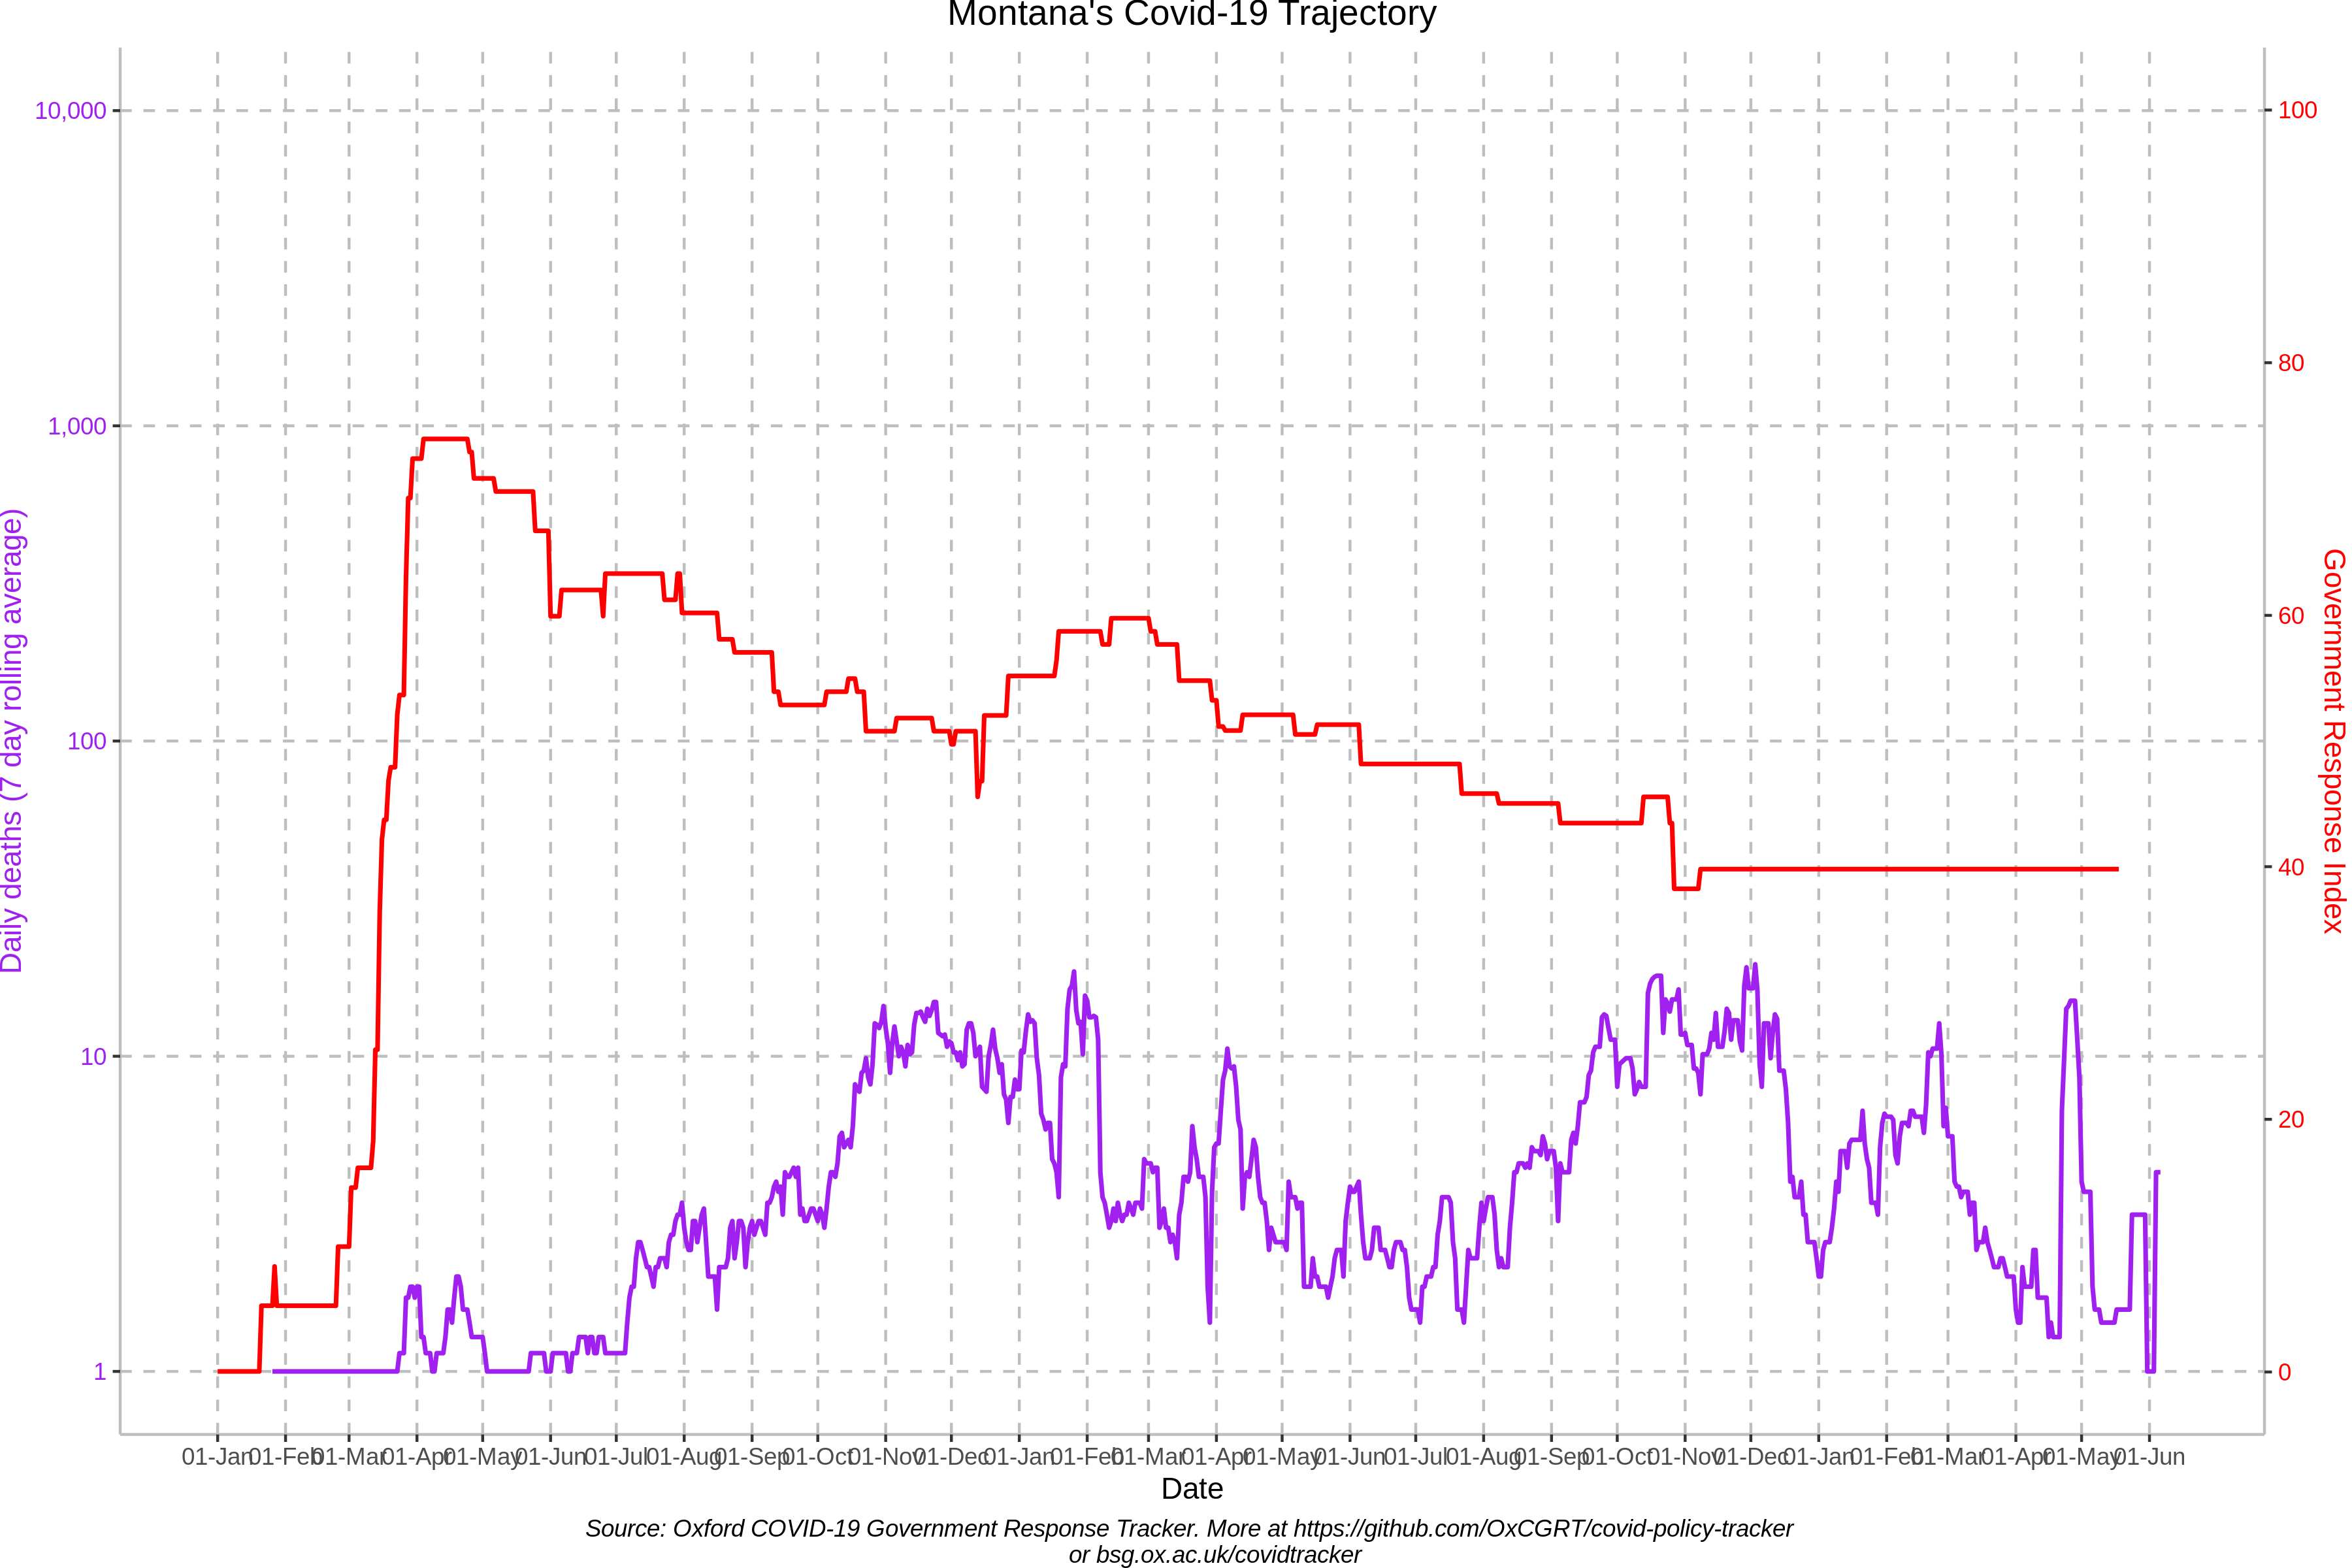 Montana's Covid-19 Trajectory
10,000
1,000
100
10
1
Daily deaths (7 day rolling average)
100
80
60
40
20
0
Government Response Index
01-Jan 01-Feb 01-Mar 01-Apr 01-May 01-Jun 01-Jul 01-Aug 01-Sep 01-Oct 01-Nov 01-Dec 01-Jan 01-Feb 01-Mar 01-Apr 01-May 01-Jun 01-Jul 01-Aug 01-Sep 01-Oct 01-Nov 01-Dec 01-Jan 01-Feb 01-Mar 01-Apr 01-May 01-Jun
Date
Source: Oxford COVID-19 Government Response Tracker. More at https://github.com/OxCGRT/covid-policy-tracker
or bsg.ox.ac.uk/covidtracker